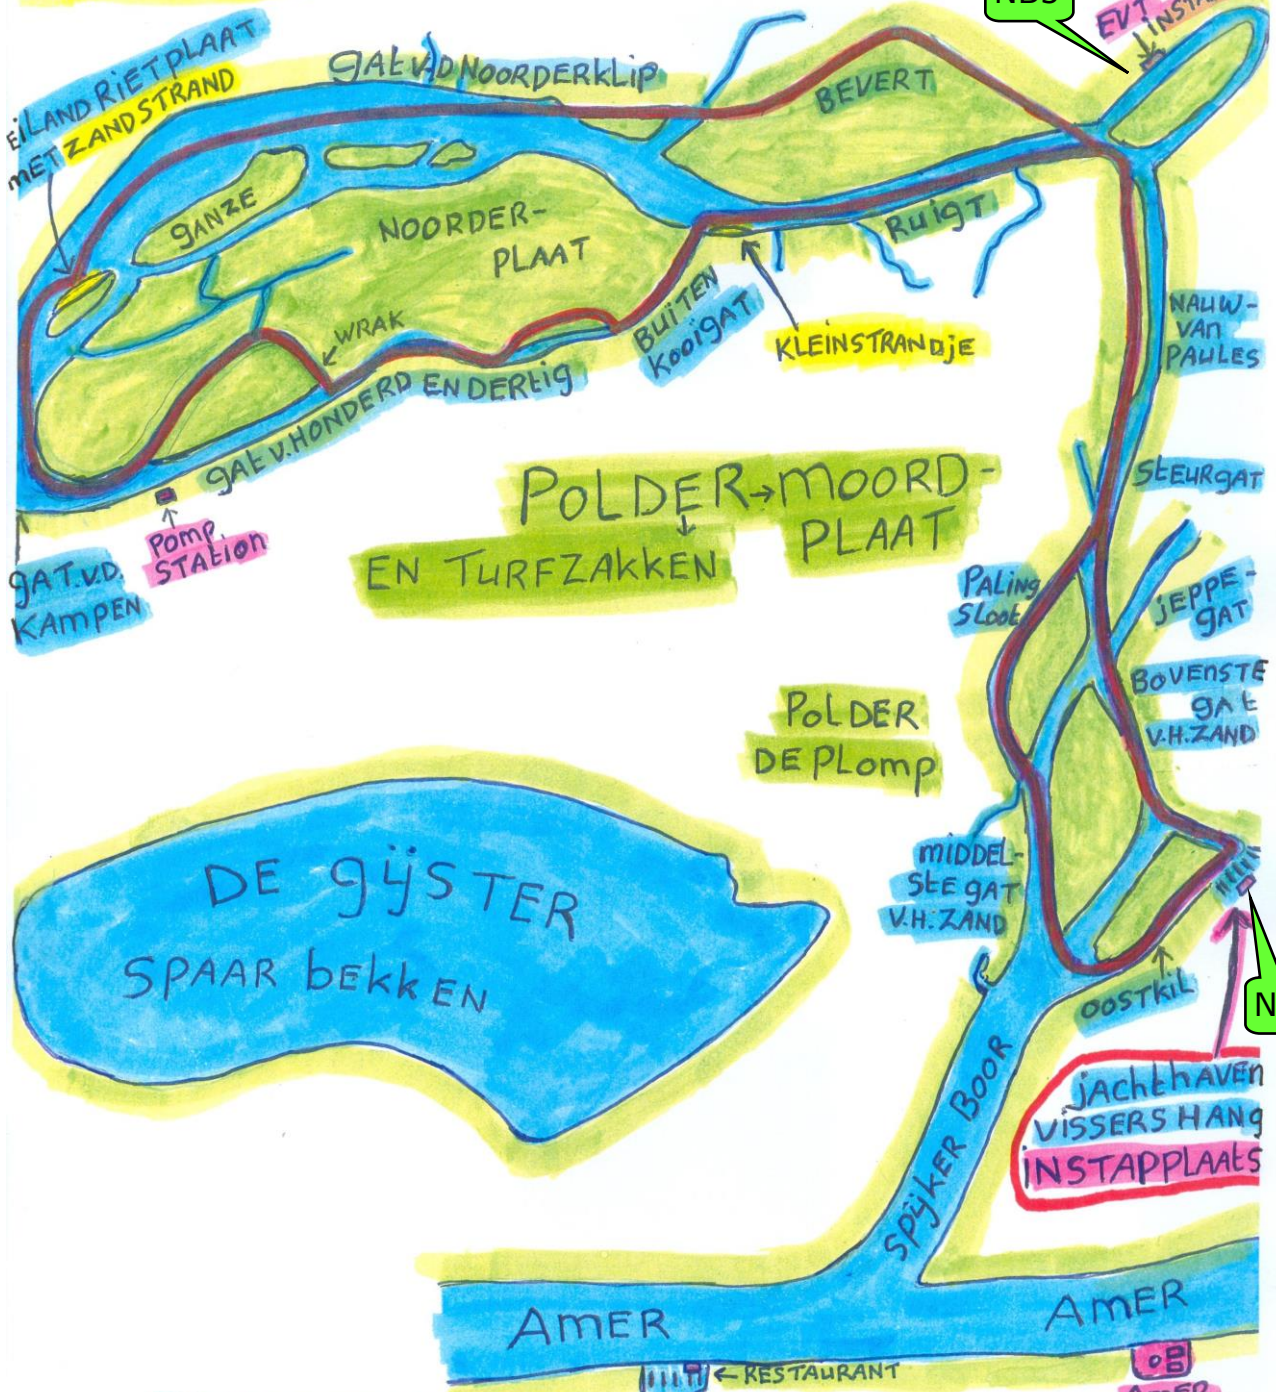 NDS
EVT
INSTA
EILAND RIETPLAAT
MET ZANDSTRAND
GAT V.D NOORDERKLIP
BEVERT
GANZE
NOORDER-
PLAAT
RUIGT
WRAK
BUITEN
KOOIGAT
KLEINSTRANDJE
NAUW-
VAN
PAULES
GAT V. HONDERD EN DERTIG
STEURGAT
POLDER→MOORD-
PLAAT
EN TURFZAKKEN
POMP
STATION
GAT.V.D.
KAMPEN
PALING
SLOOT
JEPPE-
GAT
BOVENSTE
GAT
V.H.ZAND
POLDER
DE PLOMP
MIDDEL-
STE GAT
V.H.ZAND
DE GIJSTER
SPAAR BEKKEN
OOSTKIL
N
SPIJKER BOOR
JACHTHAVEN
VISSERS HANG
INSTAPPLAATS
AMER
AMER
←RESTAURANT